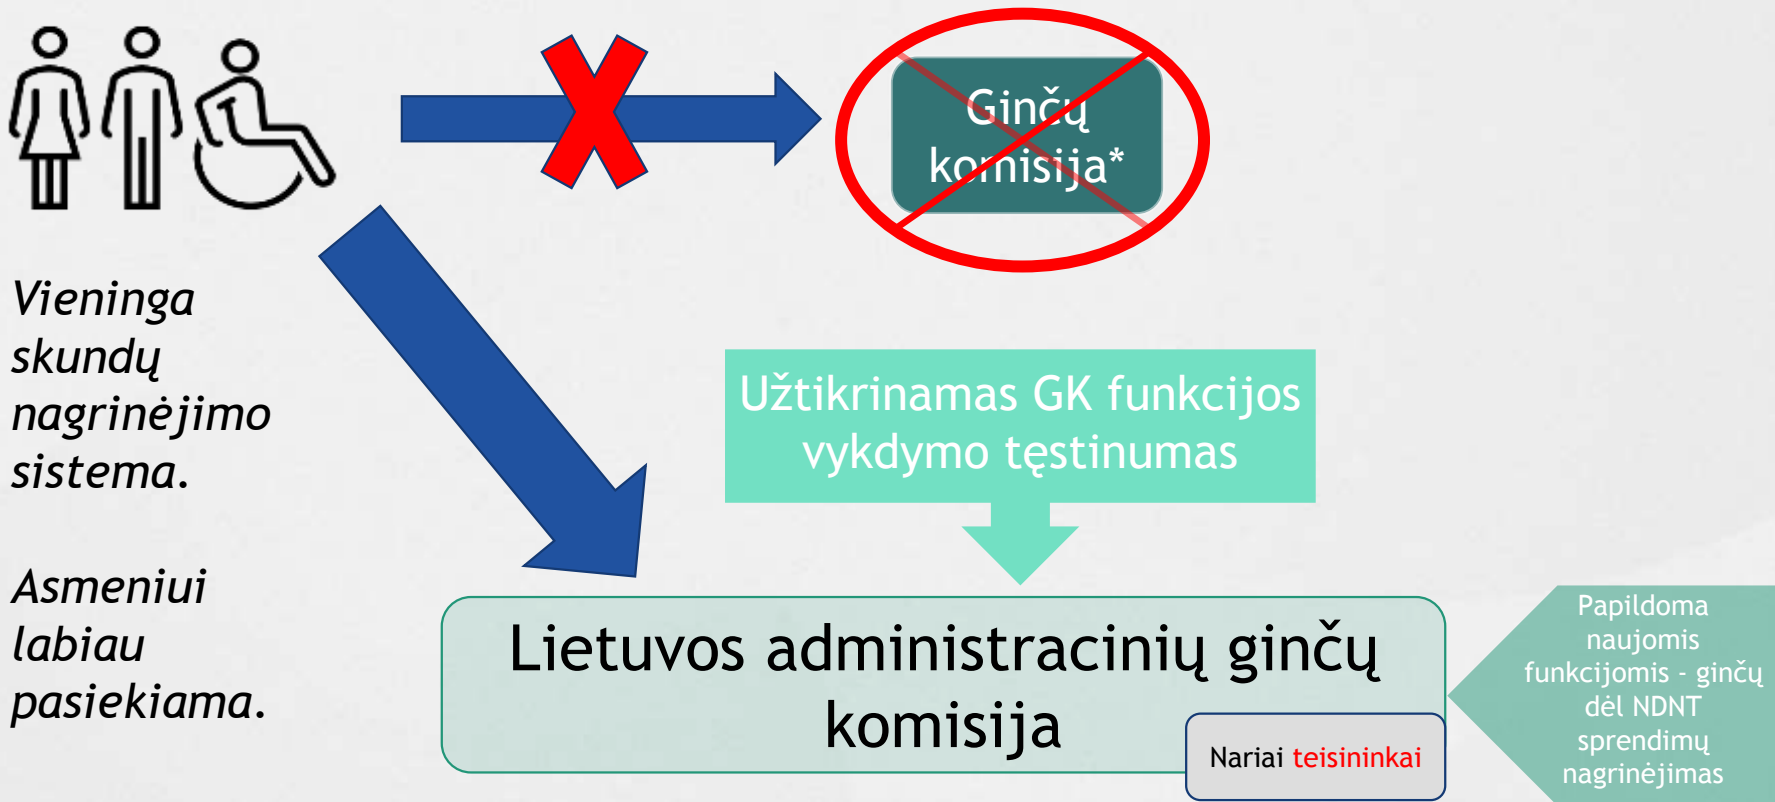 Ginčų
komisija*
Vieninga
skundų
nagrinėjimo
sistema.
Asmeniui
labiau
pasiekiama.
Užtikrinamas GK funkcijos
vykdymo tęstinumas
Lietuvos administracinių ginčų
komisija
Nariai teisininkai
Papildoma
naujomis
funkcijomis - ginčų
dėl NDNT
sprendimų
nagrinėjimas